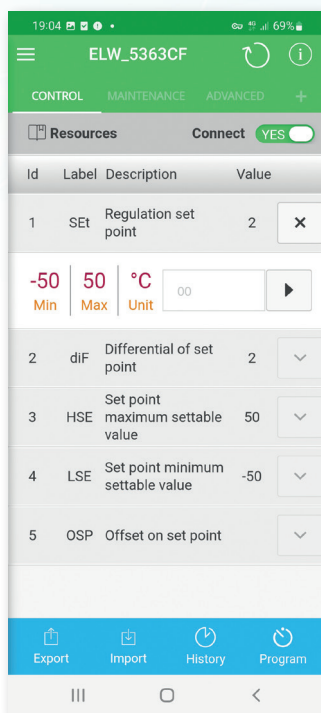 19:04 69%
ELW_5363CF
CONTROL MAINTENANCE ADVANCED +
Resources Connect YES
Id Label Description Value
1 SEt Regulation set point 2
-50 50 °C 00
Min Max Unit
2 diF Differential of set point 2
3 HSE Set point maximum settable value 50
4 LSE Set point minimum settable value -50
5 OSP Offset on set point
Export Import History Program